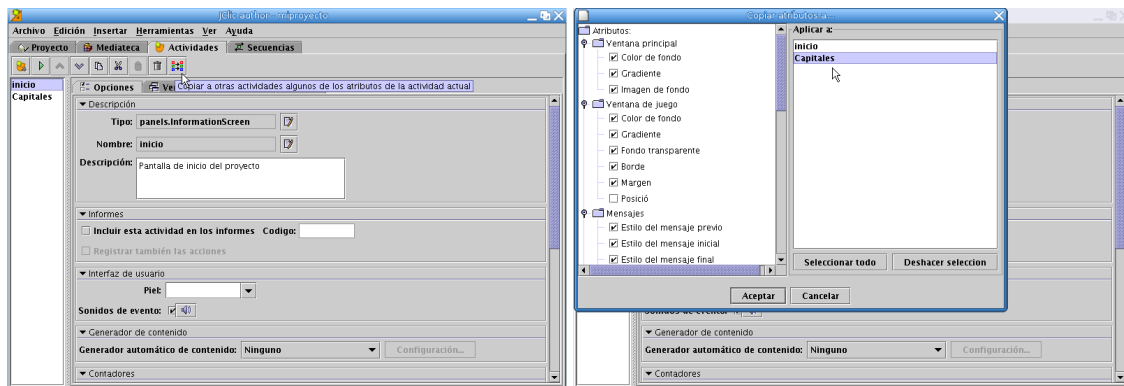 JClic author - miproyecto
Archivo Edición Insertar Herramientas Ver Ayuda
Proyecto Mediateca Actividades Secuencias
inicio
Capitales
Opciones
Copiar a otras actividades algunos de los atributos de la actividad actual
Descripción
Tipo: panels.InformationScreen
Nombre: inicio
Descripción: Pantalla de inicio del proyecto
Informes
Incluir esta actividad en los informes Codigo:
Registrar también las acciones
Interfaz de usuario
Piel:
Sonidos de evento:
Generador de contenido
Generador automático de contenido: Ninguno Configuración...
Contadores
Copiar atributos a...
Atributos:
Ventana principal
Color de fondo
Gradiente
Imagen de fondo
Ventana de juego
Color de fondo
Gradiente
Fondo transparente
Borde
Margen
Posició
Mensajes
Estilo del mensaje previo
Estilo del mensaje inicial
Estilo del mensaje final
Aplicar a:
inicio
Capitales
Seleccionar todo Deshacer seleccion
Aceptar Cancelar
Generador de contenido
Generador automático de contenido: Ninguno Configuración...
Contadores